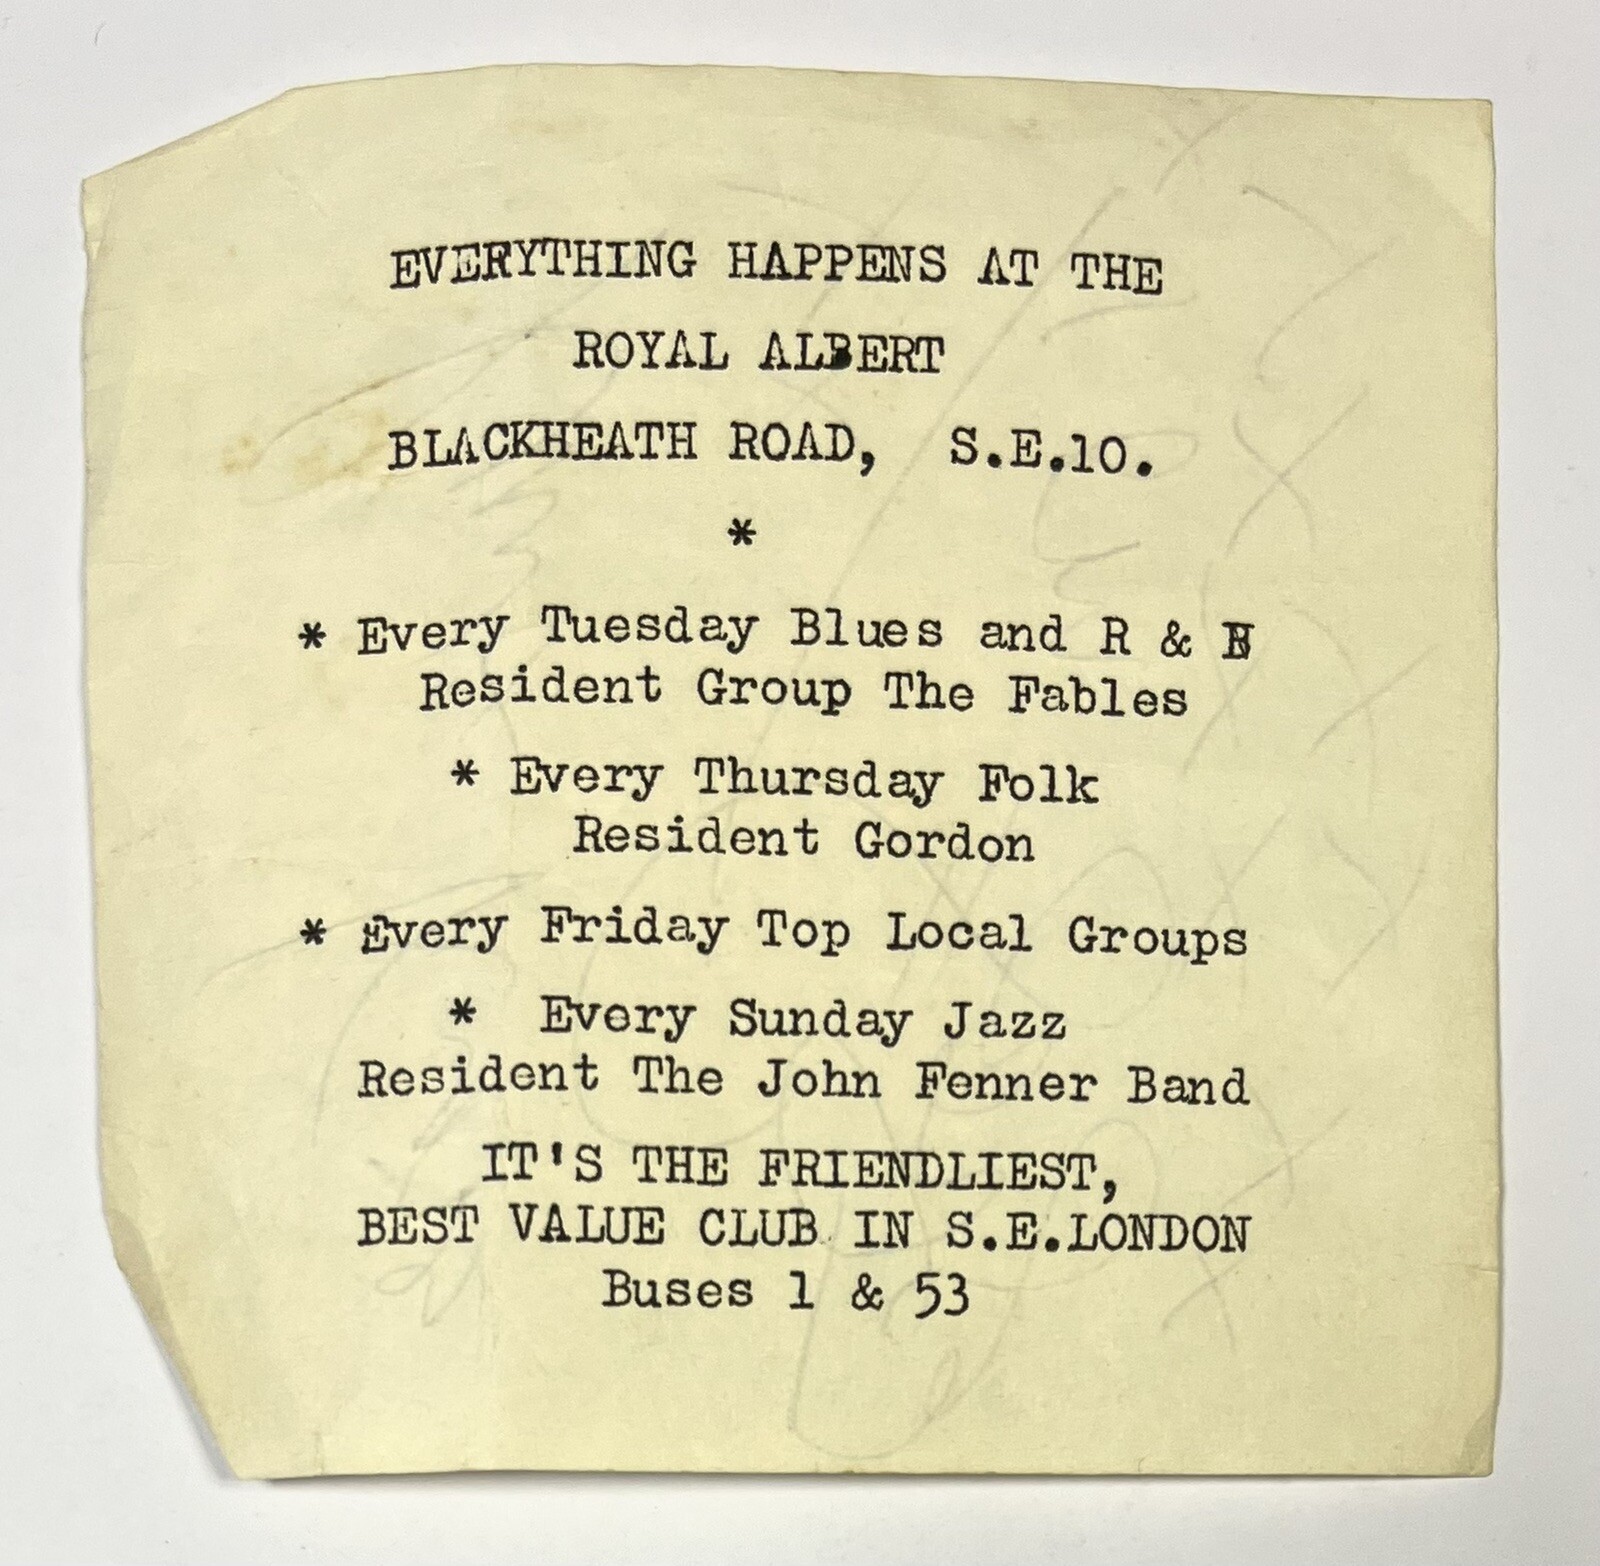 EVERYTHING HAPPENS AT THE
ROYAL ALBERT
BLACKHEATH ROAD, S.E.10.
*
* Every Tuesday Blues and R & B
Resident Group The Fables
* Every Thursday Folk
Resident Gordon
* Every Friday Top Local Groups
* Every Sunday Jazz
Resident The John Fenner Band
IT'S THE FRIENDLIEST,
BEST VALUE CLUB IN S.E.LONDON
Buses 1 & 53